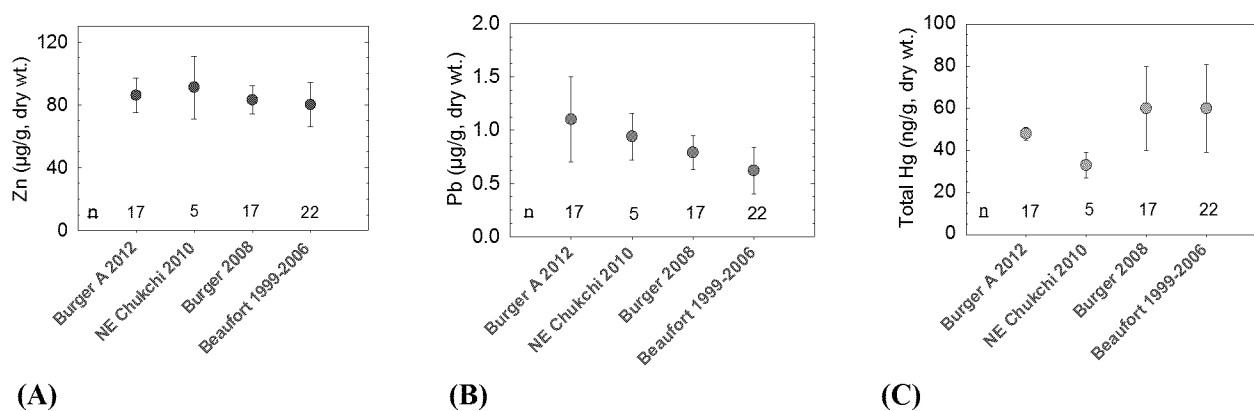 Zn (µg/g, dry wt.)
120
80
40
0
n 17 5 17 22
Burger A 2012
NE Chukchi 2010
Burger 2008
Beaufort 1999-2006
(A)
Pb (µg/g, dry wt.)
2.0
1.5
1.0
0.5
0.0
n 17 5 17 22
Burger A 2012
NE Chukchi 2010
Burger 2008
Beaufort 1999-2006
(B)
Total Hg (ng/g, dry wt.)
100
80
60
40
20
0
n 17 5 17 22
Burger A 2012
NE Chukchi 2010
Burger 2008
Beaufort 1999-2006
(C)